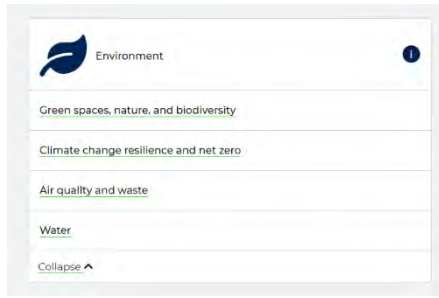 Environment
i
Green spaces, nature, and biodiversity
Climate change resilience and net zero
Air quality and waste
Water
Collapse